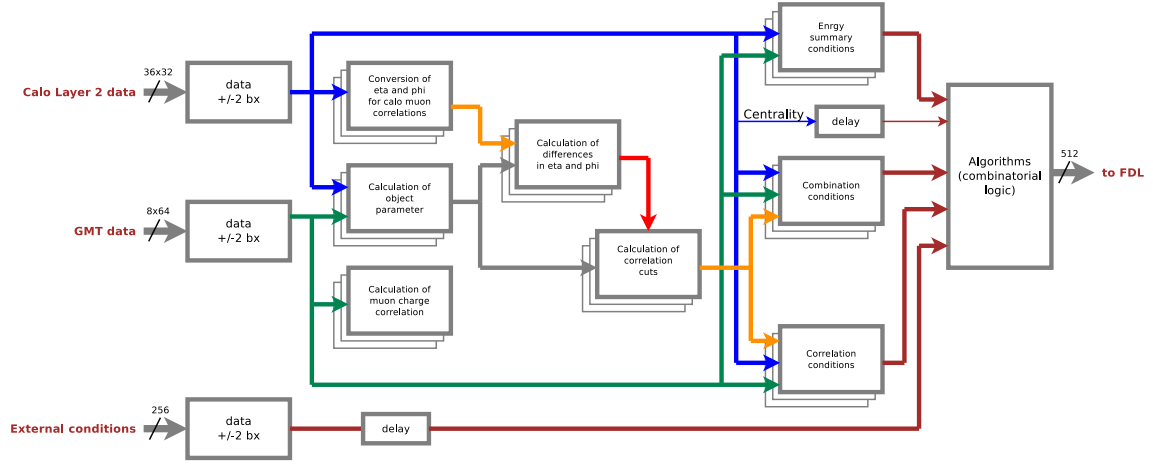 Calo Layer 2 data
36x32
data
+/-2 bx
GMT data
8x64
data
+/-2 bx
External conditions
256
data
+/-2 bx
delay
Conversion of
eta and phi
for calo muon
correlations
Calculation of
object
parameter
Calculation of
muon charge
correlation
Calculation of
differences
in eta and phi
Calculation of
correlation
cuts
Enrgy
summary
conditions
Centrality
delay
Combination
conditions
Correlation
conditions
Algorithms
(combinatorial
logic)
512
to FDL